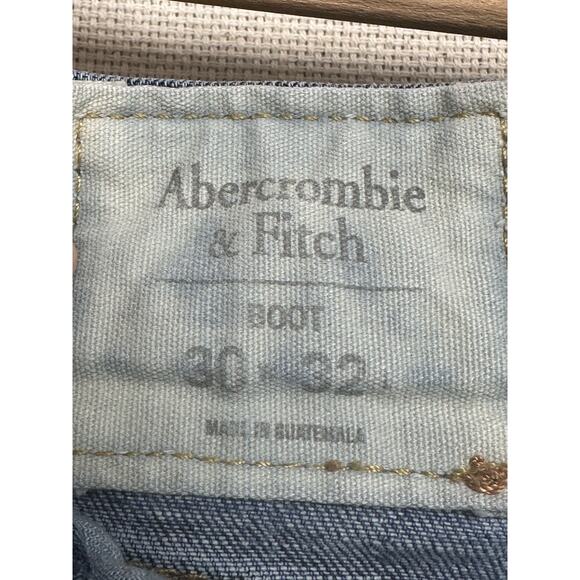 Abercrombie
& Fitch
BOOT
30 32
MADE IN GUATEMALA